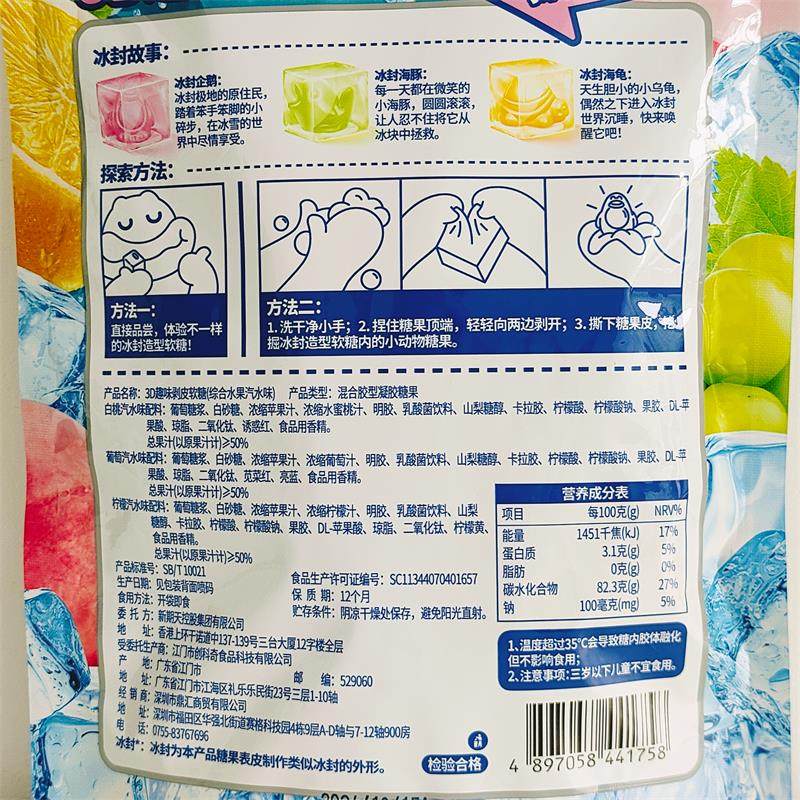 冰封故事：
冰封企鹅：
冰封极地的原住民，
踏着笨手笨脚的小
碎步，在冰雪的世
界中尽情享受。
冰封海豚：
每一天都在微笑的
小海豚，圆圆滚滚，
让人忍不住将它从
冰块中拯救。
冰封海龟：
天生胆小的小乌龟，
偶然之下进入冰封
世界沉睡，快来唤
醒它吧！
探索方法：
方法一：
直接品尝，体验不一样
的冰封造型软糖！
方法二：
1. 洗干净小手；2. 捏住糖果顶端，轻轻向两边剥开；3. 撕下糖果皮，挖
掘冰封造型软糖内的小动物糖果。
产品名称：3D趣味剥皮软糖(综合水果汽水味) 产品类型：混合胶型凝胶糖果
白桃汽水味配料：葡萄糖浆、白砂糖、浓缩苹果汁、浓缩水蜜桃汁、明胶、乳酸菌饮料、山梨糖醇、卡拉胶、柠檬酸、柠檬酸钠、果胶、DL-苹
果酸、琼脂、二氧化钛、诱惑红、食品用香精。
总果汁(以原果汁计)≥50%
葡萄汽水味配料：葡萄糖浆、白砂糖、浓缩苹果汁、浓缩葡萄汁、明胶、乳酸菌饮料、山梨糖醇、卡拉胶、柠檬酸、柠檬酸钠、果胶、DL-苹
果酸、琼脂、二氧化钛、苋菜红、亮蓝、食品用香精。
总果汁(以原果汁计)≥50%
柠檬汽水味配料：葡萄糖浆、白砂糖、浓缩苹果汁、浓缩柠檬汁、明胶、乳酸菌饮料、山梨
糖醇、卡拉胶、柠檬酸、柠檬酸钠、果胶、DL-苹果酸、琼脂、二氧化钛、柠檬黄、
食品用香精。
总果汁(以原果汁计)≥50%
营养成分表
项目 每100克(g) NRV%
能量 1451千焦(kJ) 17%
蛋白质 3.1克(g) 5%
脂肪 0克(g) 0%
碳水化合物 82.3克(g) 27%
钠 100毫克(mg) 5%
产品标准号：SB/T 10021
生产日期：见包装背面喷码
食用方法：开袋即食
食品生产许可证编号：SC11344070401657
保 质 期：12个月
贮存条件：阴凉干燥处保存，避免阳光直射。
委 托 方：新期天控股集团有限公司
地 址：香港上环干诺道中137-139号三台大厦12字楼全层
受委托生产商：江门市创科奇食品科技有限公司
产 地：广东省江门市 邮 编：529060
地 址：广东省江门市江海区礼乐乐民街23号三层1-10轴
经 销 商：深圳市鼎汇商贸有限公司
地 址：深圳市福田区华强北街道赛格科技园4栋9层A-D轴与7-12轴900房
电 话：0755-83767696
冰封*：冰封为本产品糖果表皮制作类似冰封的外形。
1.温度超过35℃会导致糖内胶体融化
但不影响食用；
2.注意事项:三岁以下儿童不宜食用。
检验合格
4 897058 441758